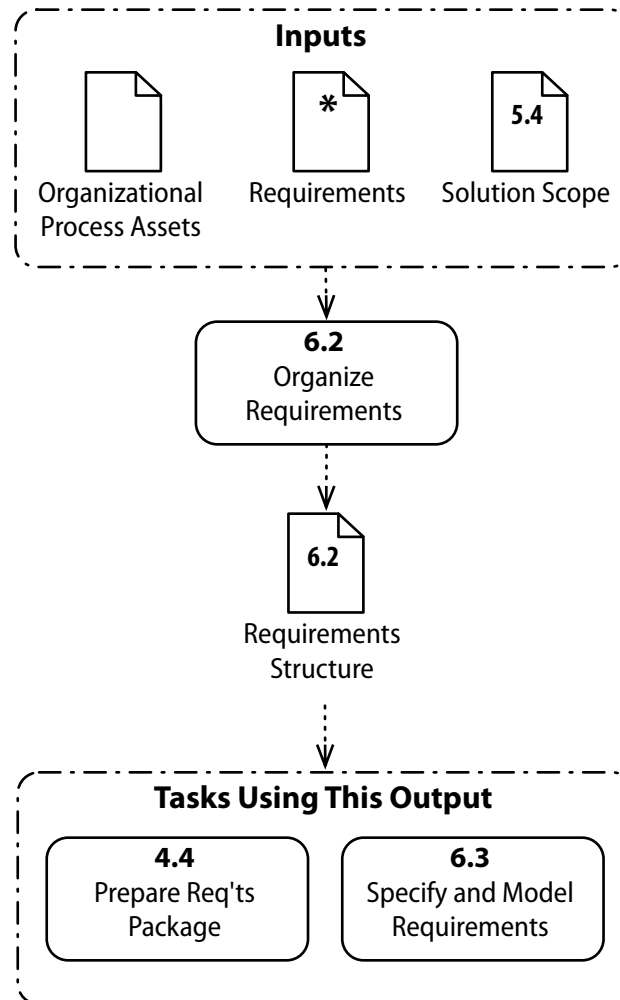 Inputs
*
5.4
Organizational
Process Assets
Requirements
Solution Scope
6.2
Organize
Requirements
6.2
Requirements
Structure
Tasks Using This Output
4.4
Prepare Req'ts
Package
6.3
Specify and Model
Requirements